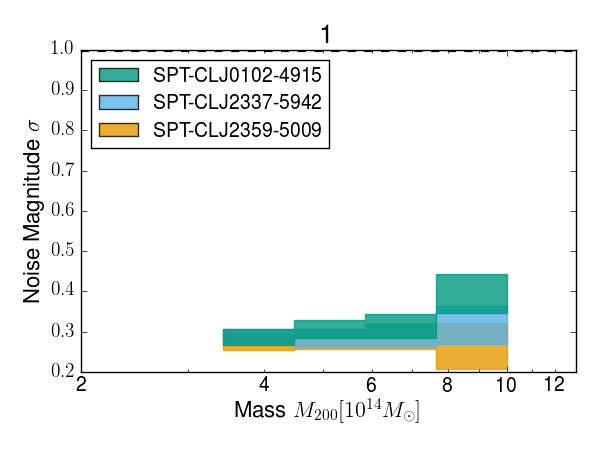 1
1.0
0.9
0.8
0.7
0.6
0.5
0.4
0.3
0.2
Noise Magnitude σ
SPT-CLJ0102-4915
SPT-CLJ2337-5942
SPT-CLJ2359-5009
2 4 6 8 10 12
Mass M₂₀₀[10¹⁴M⊙]